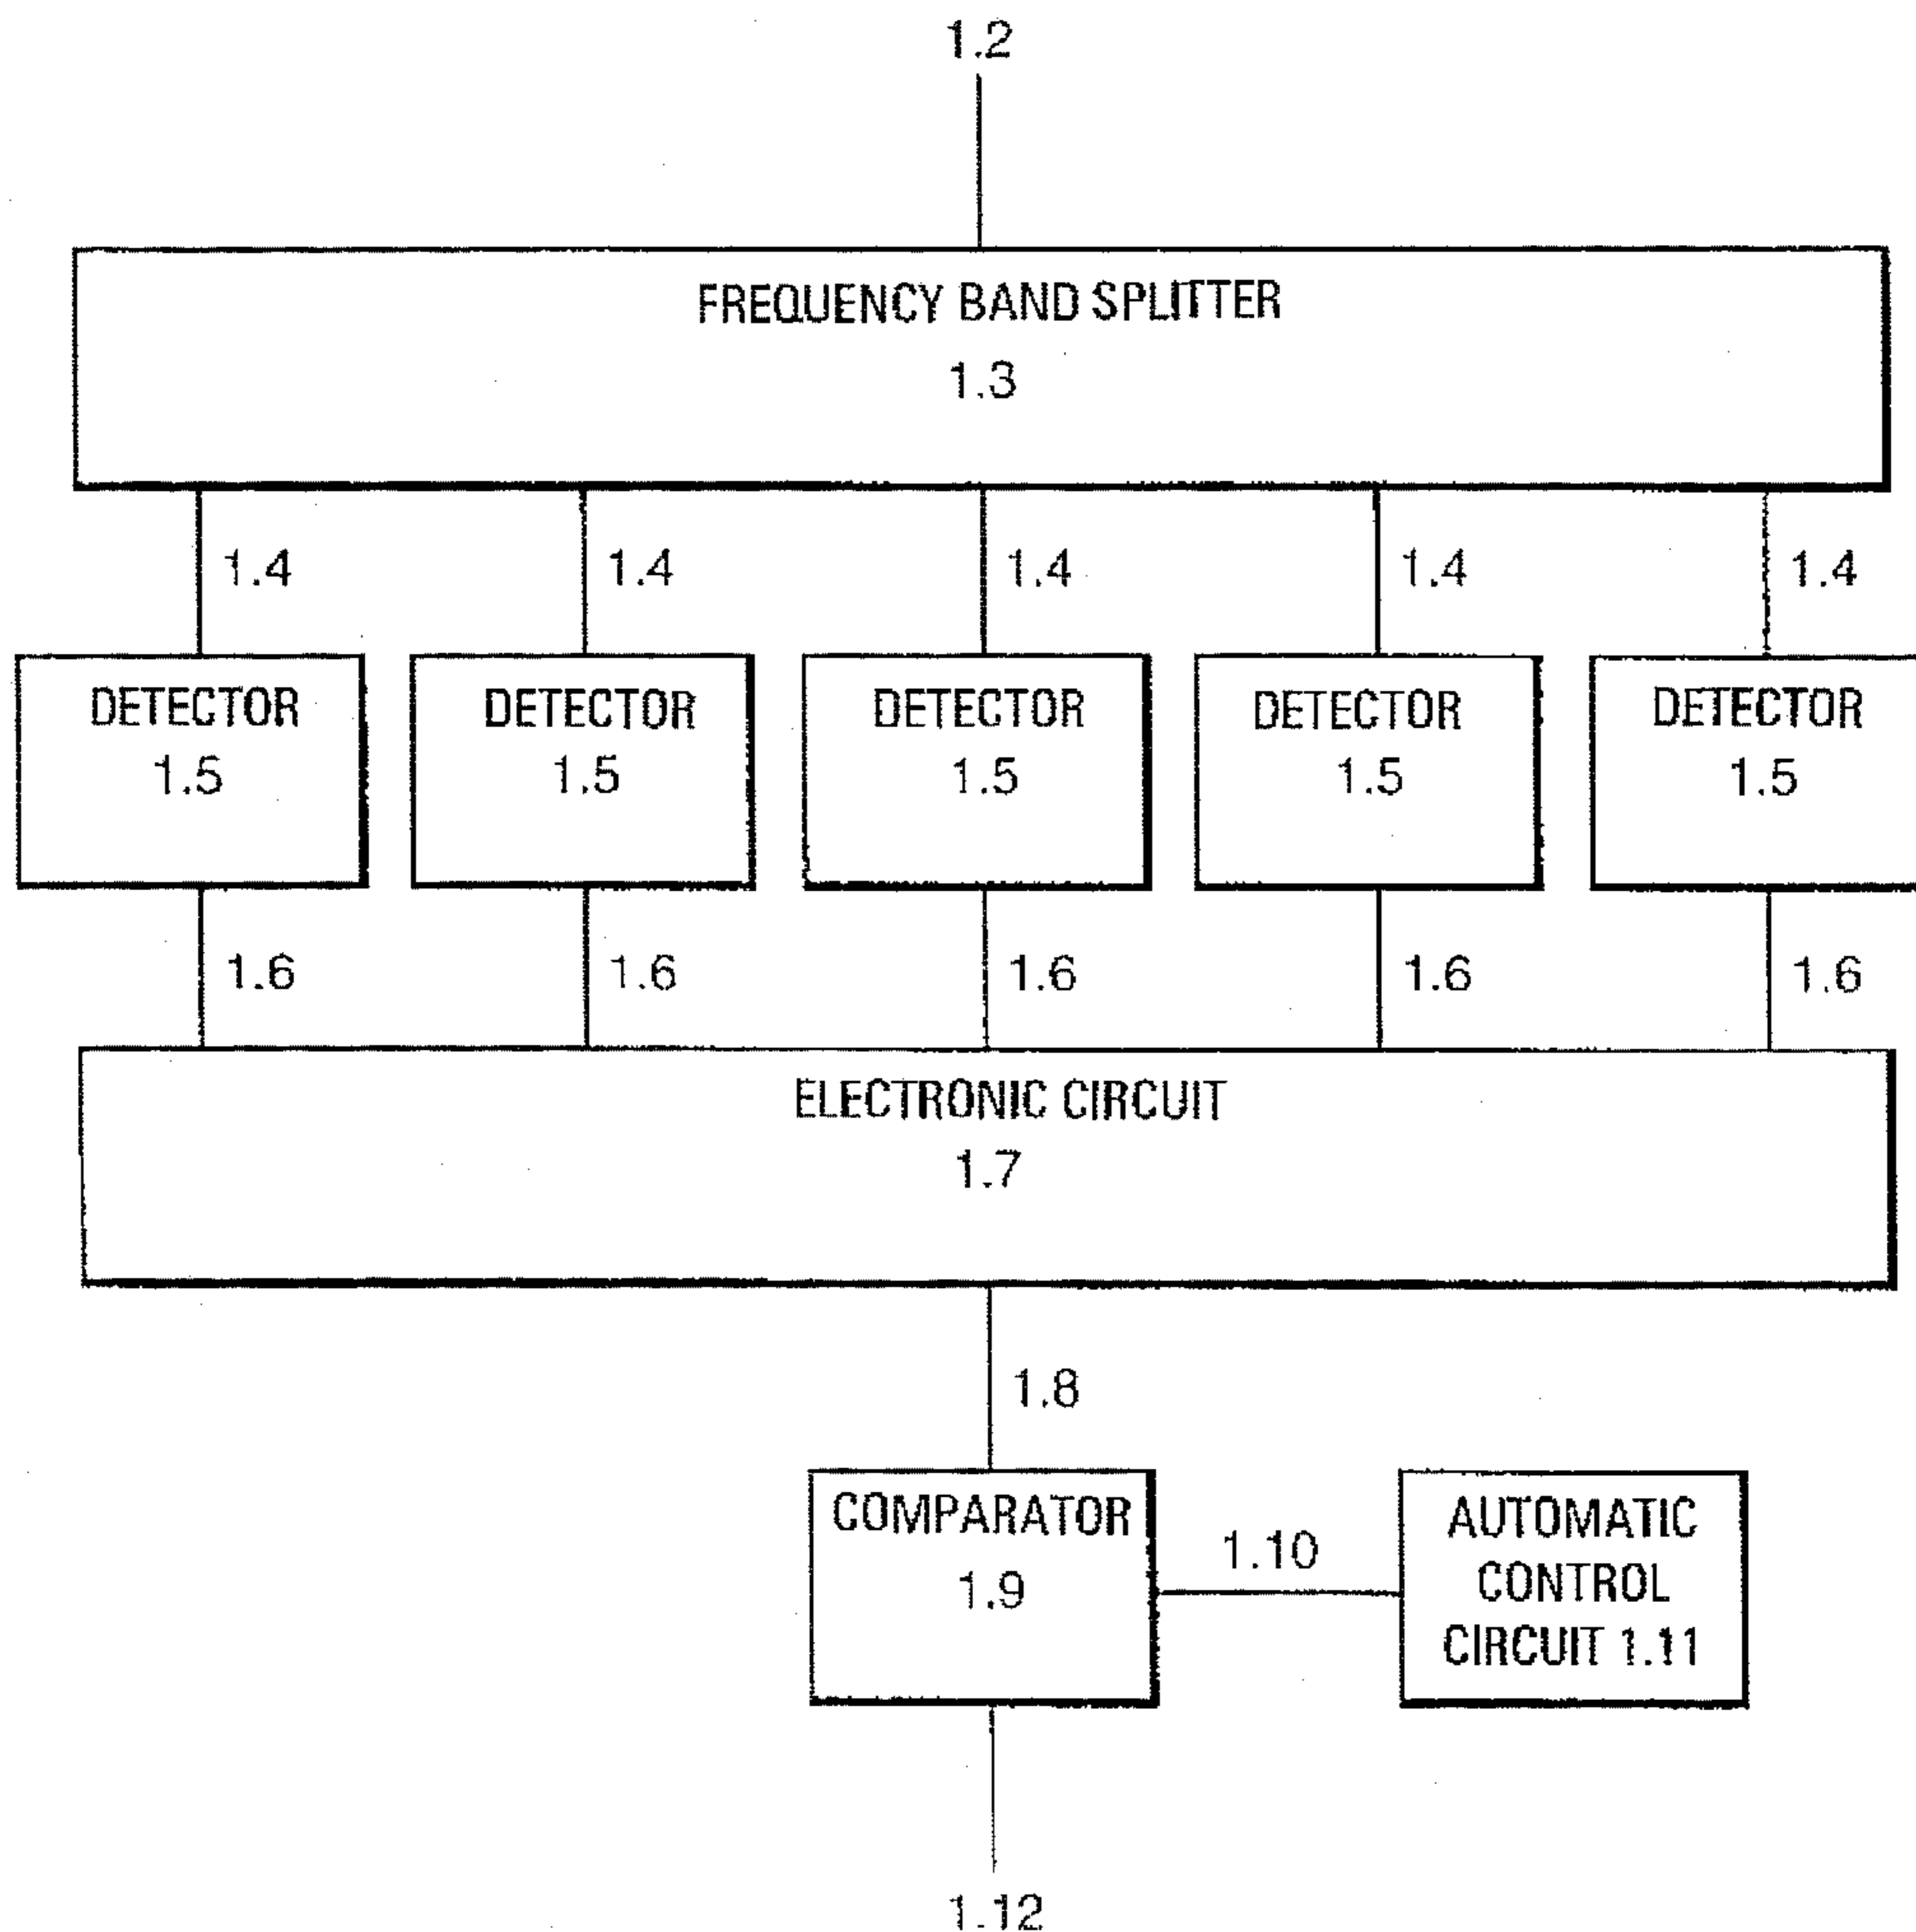 1.2
FREQUENCY BAND SPLITTER
1.3
1.4 1.4 1.4 1.4 1.4
DETECTOR DETECTOR DETECTOR DETECTOR DETECTOR
1.5 1.5 1.5 1.5 1.5
1.6 1.6 1.6 1.6 1.6
ELECTRONIC CIRCUIT
1.7
1.8
COMPARATOR
1.9
1.10
AUTOMATIC
CONTROL
CIRCUIT 1.11
1.12